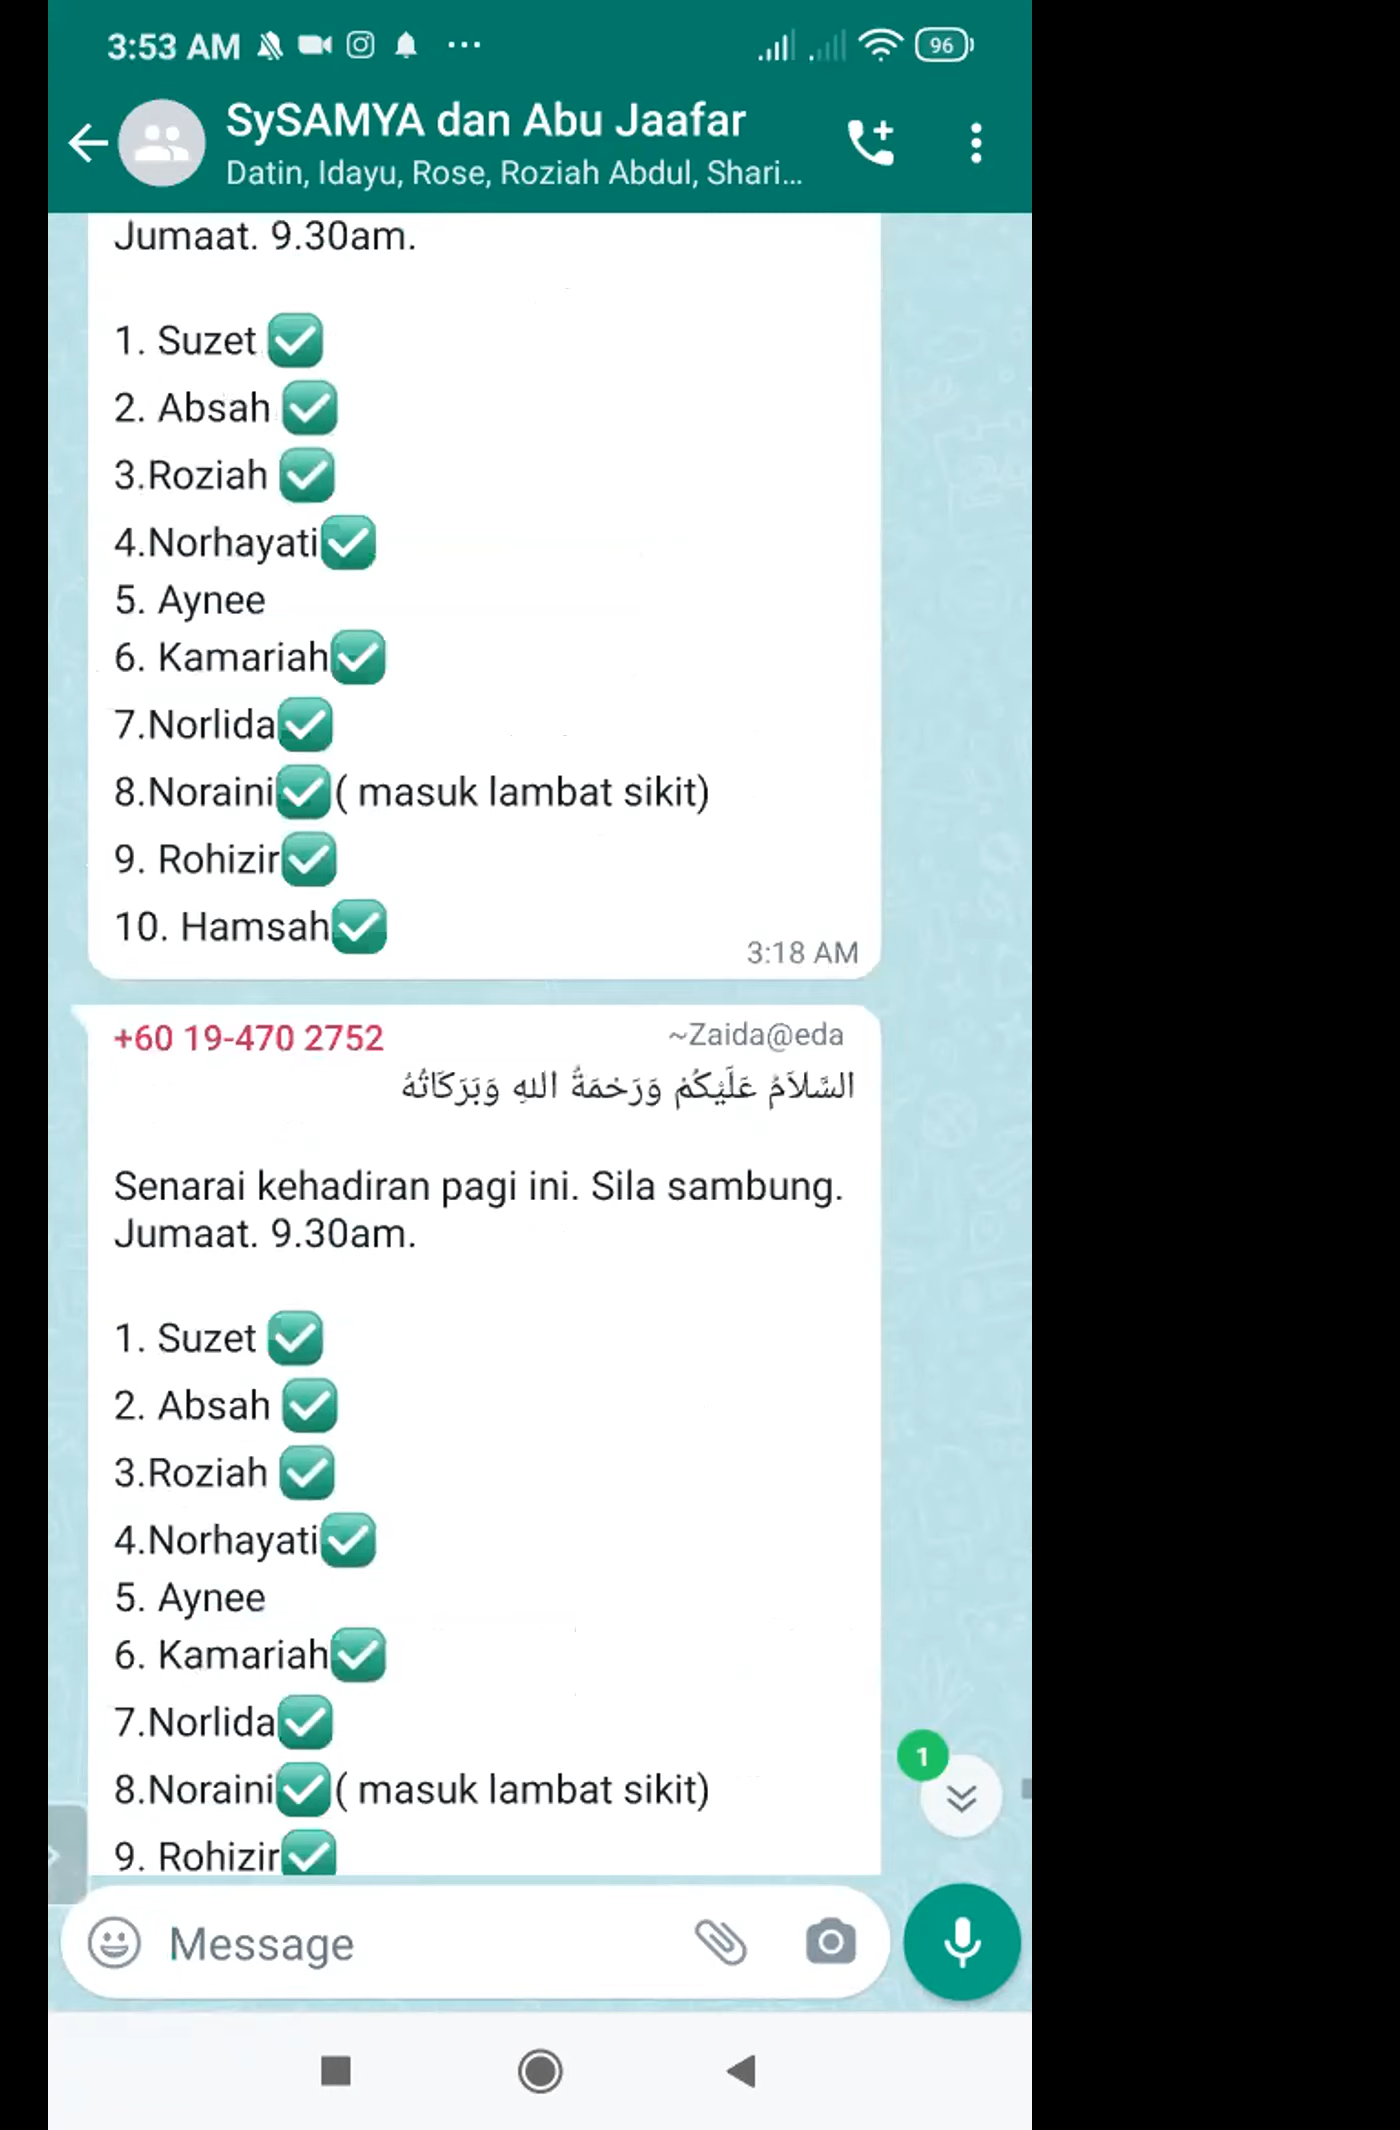 3:53 AM
96
SySAMYA dan Abu Jaafar
Datin, Idayu, Rose, Roziah Abdul, Shari...
Jumaat. 9.30am.
1. Suzet ✅
2. Absah ✅
3.Roziah ✅
4.Norhayati✅
5. Aynee
6. Kamariah✅
7.Norlida✅
8.Noraini✅( masuk lambat sikit)
9. Rohizir✅
10. Hamsah✅
3:18 AM
+60 19-470 2752 ~Zaida@eda
السَّلاَمُ عَلَيْكُمْ وَرَحْمَةُ اللهِ وَبَرَكَاتُهُ
Senarai kehadiran pagi ini. Sila sambung.
Jumaat. 9.30am.
1. Suzet ✅
2. Absah ✅
3.Roziah ✅
4.Norhayati✅
5. Aynee
6. Kamariah✅
7.Norlida✅
1
8.Noraini✅( masuk lambat sikit)
9. Rohizir✅
Message